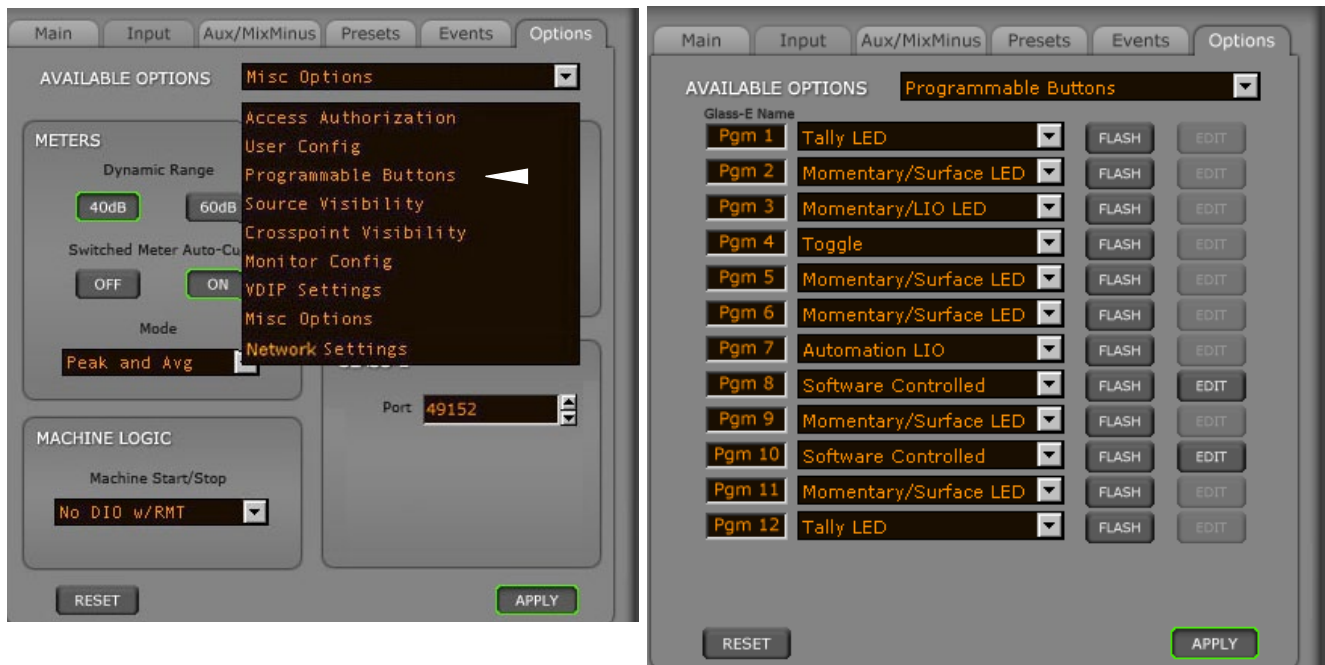 Main Input Aux/MixMinus Presets Events Options
AVAILABLE OPTIONS Misc Options
Access Authorization
User Config
Programmable Buttons
Source Visibility
Crosspoint Visibility
Monitor Config
VDIP Settings
Misc Options
Network Settings
METERS
Dynamic Range
40dB 60dB
Switched Meter Auto-Cu
OFF ON
Mode
Peak and Avg
Port 49152
MACHINE LOGIC
Machine Start/Stop
No DIO w/RMT
RESET APPLY
Main Input Aux/MixMinus Presets Events Options
AVAILABLE OPTIONS Programmable Buttons
Glass-E Name
Pgm 1 Tally LED FLASH EDIT
Pgm 2 Momentary/Surface LED FLASH EDIT
Pgm 3 Momentary/LIO LED FLASH EDIT
Pgm 4 Toggle FLASH EDIT
Pgm 5 Momentary/Surface LED FLASH EDIT
Pgm 6 Momentary/Surface LED FLASH EDIT
Pgm 7 Automation LIO FLASH EDIT
Pgm 8 Software Controlled FLASH EDIT
Pgm 9 Momentary/Surface LED FLASH EDIT
Pgm 10 Software Controlled FLASH EDIT
Pgm 11 Momentary/Surface LED FLASH EDIT
Pgm 12 Tally LED FLASH EDIT
RESET APPLY